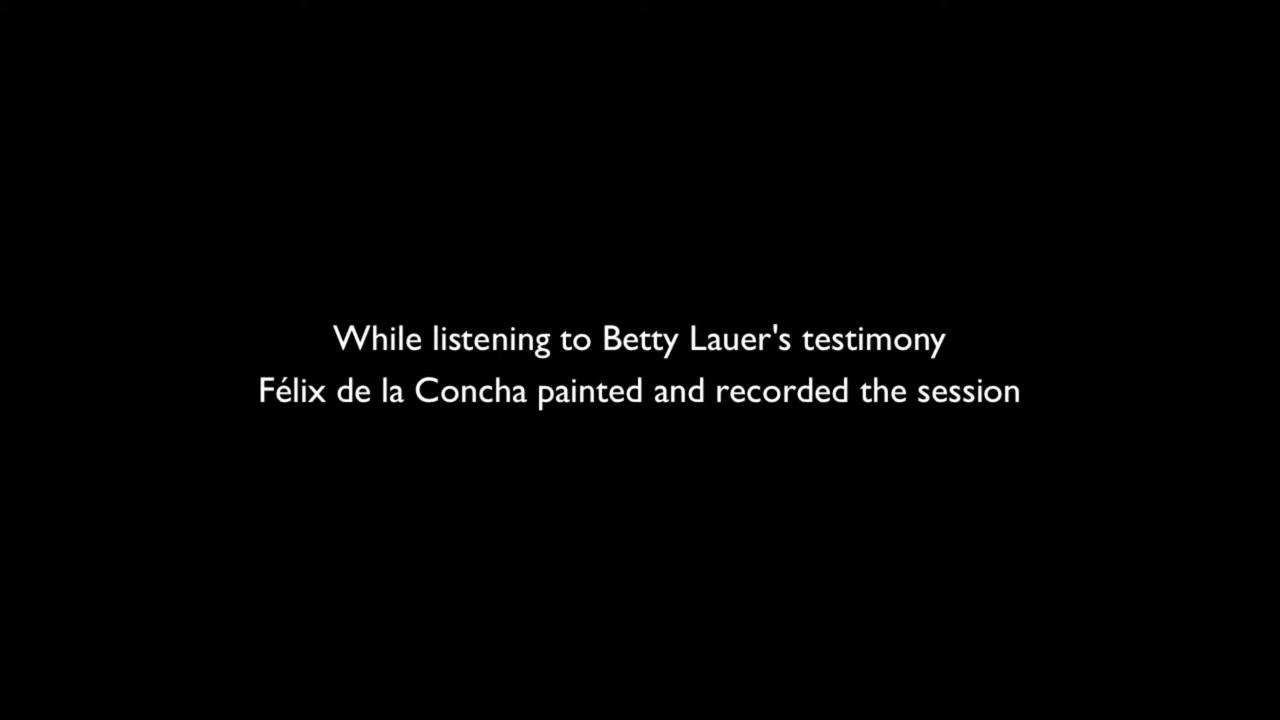 While listening to Betty Lauer's testimony
Félix de la Concha painted and recorded the session